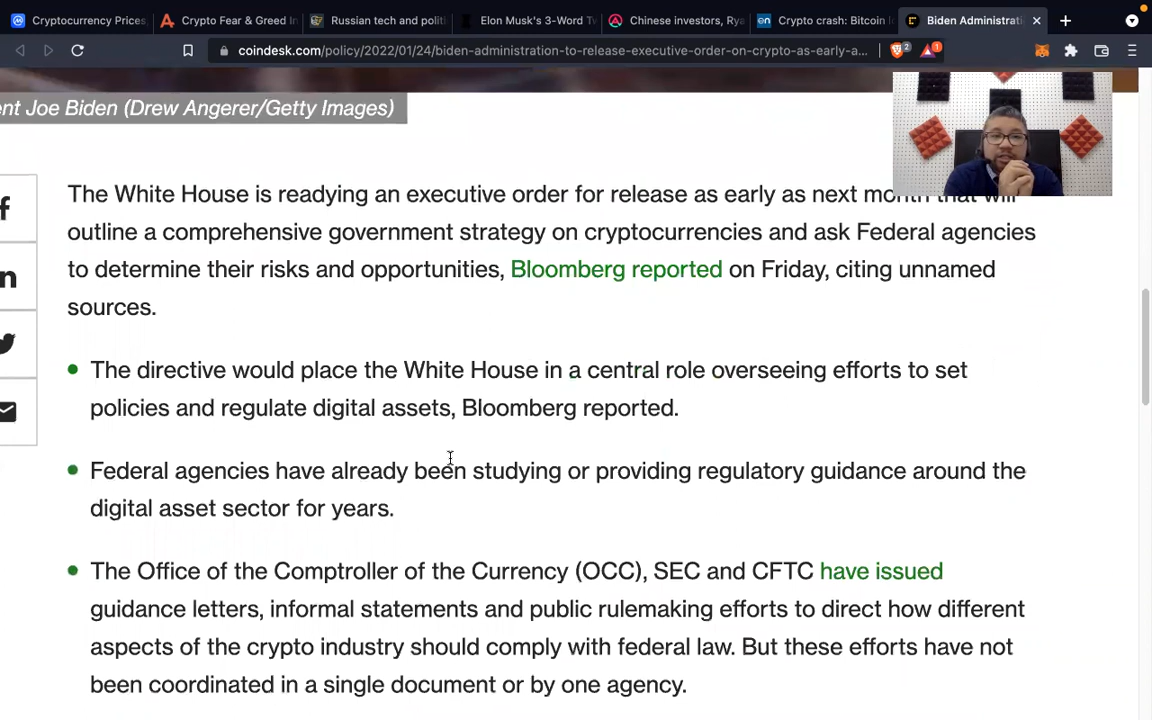 Cryptocurrency Prices,
Crypto Fear & Greed In
Russian tech and politi
Elon Musk's 3-Word Tw
Chinese investors, Rya
Crypto crash: Bitcoin l
Biden Administrati
coindesk.com/policy/2022/01/24/biden-administration-to-release-executive-order-on-crypto-as-early-a...
2
1
ent Joe Biden (Drew Angerer/Getty Images)
The White House is readying an executive order for release as early as next month that will
outline a comprehensive government strategy on cryptocurrencies and ask Federal agencies
to determine their risks and opportunities, Bloomberg reported on Friday, citing unnamed
sources.
The directive would place the White House in a central role overseeing efforts to set
policies and regulate digital assets, Bloomberg reported.
Federal agencies have already been studying or providing regulatory guidance around the
digital asset sector for years.
The Office of the Comptroller of the Currency (OCC), SEC and CFTC have issued
guidance letters, informal statements and public rulemaking efforts to direct how different
aspects of the crypto industry should comply with federal law. But these efforts have not
been coordinated in a single document or by one agency.